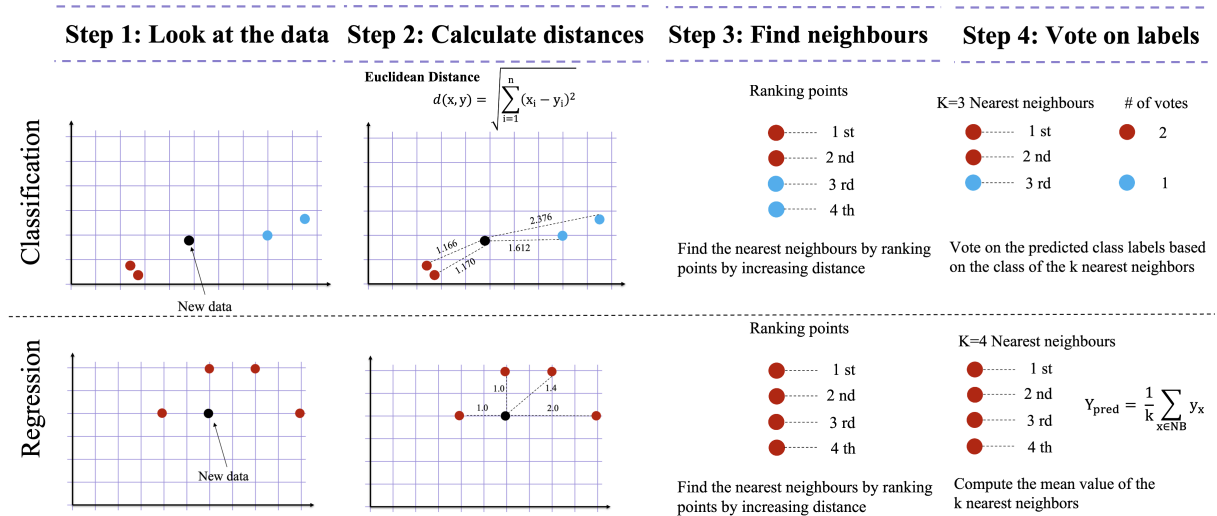 Step 1: Look at the data
Step 2: Calculate distances
Step 3: Find neighbours
Step 4: Vote on labels
Classification
New data
Euclidean Distance
d(x, y) = √∑ⁿᵢ₌₁(xᵢ − yᵢ)²
1.166
1.170
2.376
1.612
Ranking points
1 st
2 nd
3 rd
4 th
Find the nearest neighbours by ranking
points by increasing distance
K=3 Nearest neighbours
# of votes
1 st
2
2 nd
3 rd
1
Vote on the predicted class labels based
on the class of the k nearest neighbors
Regression
New data
1.0
1.4
1.0
2.0
Ranking points
1 st
2 nd
3 rd
4 th
Find the nearest neighbours by ranking
points by increasing distance
K=4 Nearest neighbours
1 st
2 nd
3 rd
4 th
Y_pred = 1/k ∑_x∈NB y_x
Compute the mean value of the
k nearest neighbors